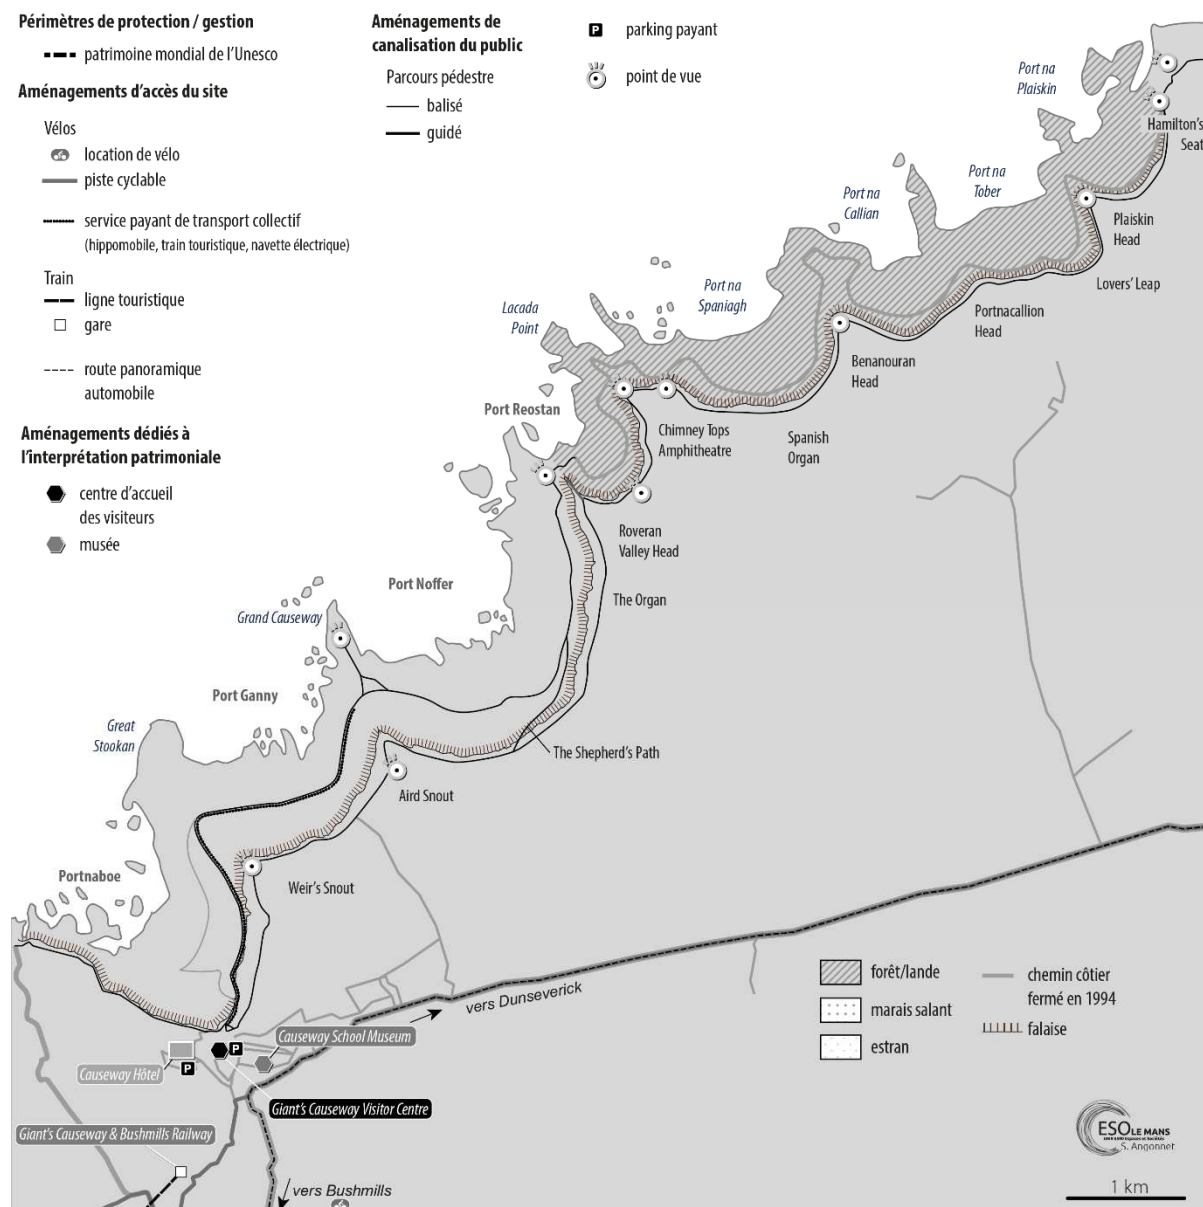 Périmètres de protection / gestion
patrimoine mondial de l'Unesco
Aménagements d'accès du site
Vélos
location de vélo
piste cyclable
service payant de transport collectif
(hippomobile, train touristique, navette électrique)
Train
ligne touristique
gare
route panoramique
automobile
Aménagements dédiés à
l'interprétation patrimoniale
centre d'accueil
des visiteurs
musée
Aménagements de
canalisation du public
Parcours pédestre
balisé
guidé
P parking payant
point de vue
Port na
Plaiskin
Hamilton's
Seat
Port na
Tober
Port na
Callian
Plaiskin
Head
Lovers' Leap
Port na
Spaniagh
Portnacallion
Head
Lacada
Point
Benanouran
Head
Port Reostan
Chimney Tops
Amphitheatre
Spanish
Organ
Roveran
Valley Head
Port Noffer
The Organ
Grand Causeway
Port Ganny
Great
Stookan
The Shepherd's Path
Aird Snout
Portnaboe
Weir's Snout
vers Dunseverick
Causeway School Museum
P
Causeway Hôtel
P
Giant's Causeway Visitor Centre
Giant's Causeway & Bushmills Railway
vers Bushmills
forêt/lande
marais salant
estran
chemin côtier
fermé en 1994
falaise
ESO LE MANS
S. Angonnet
1 km